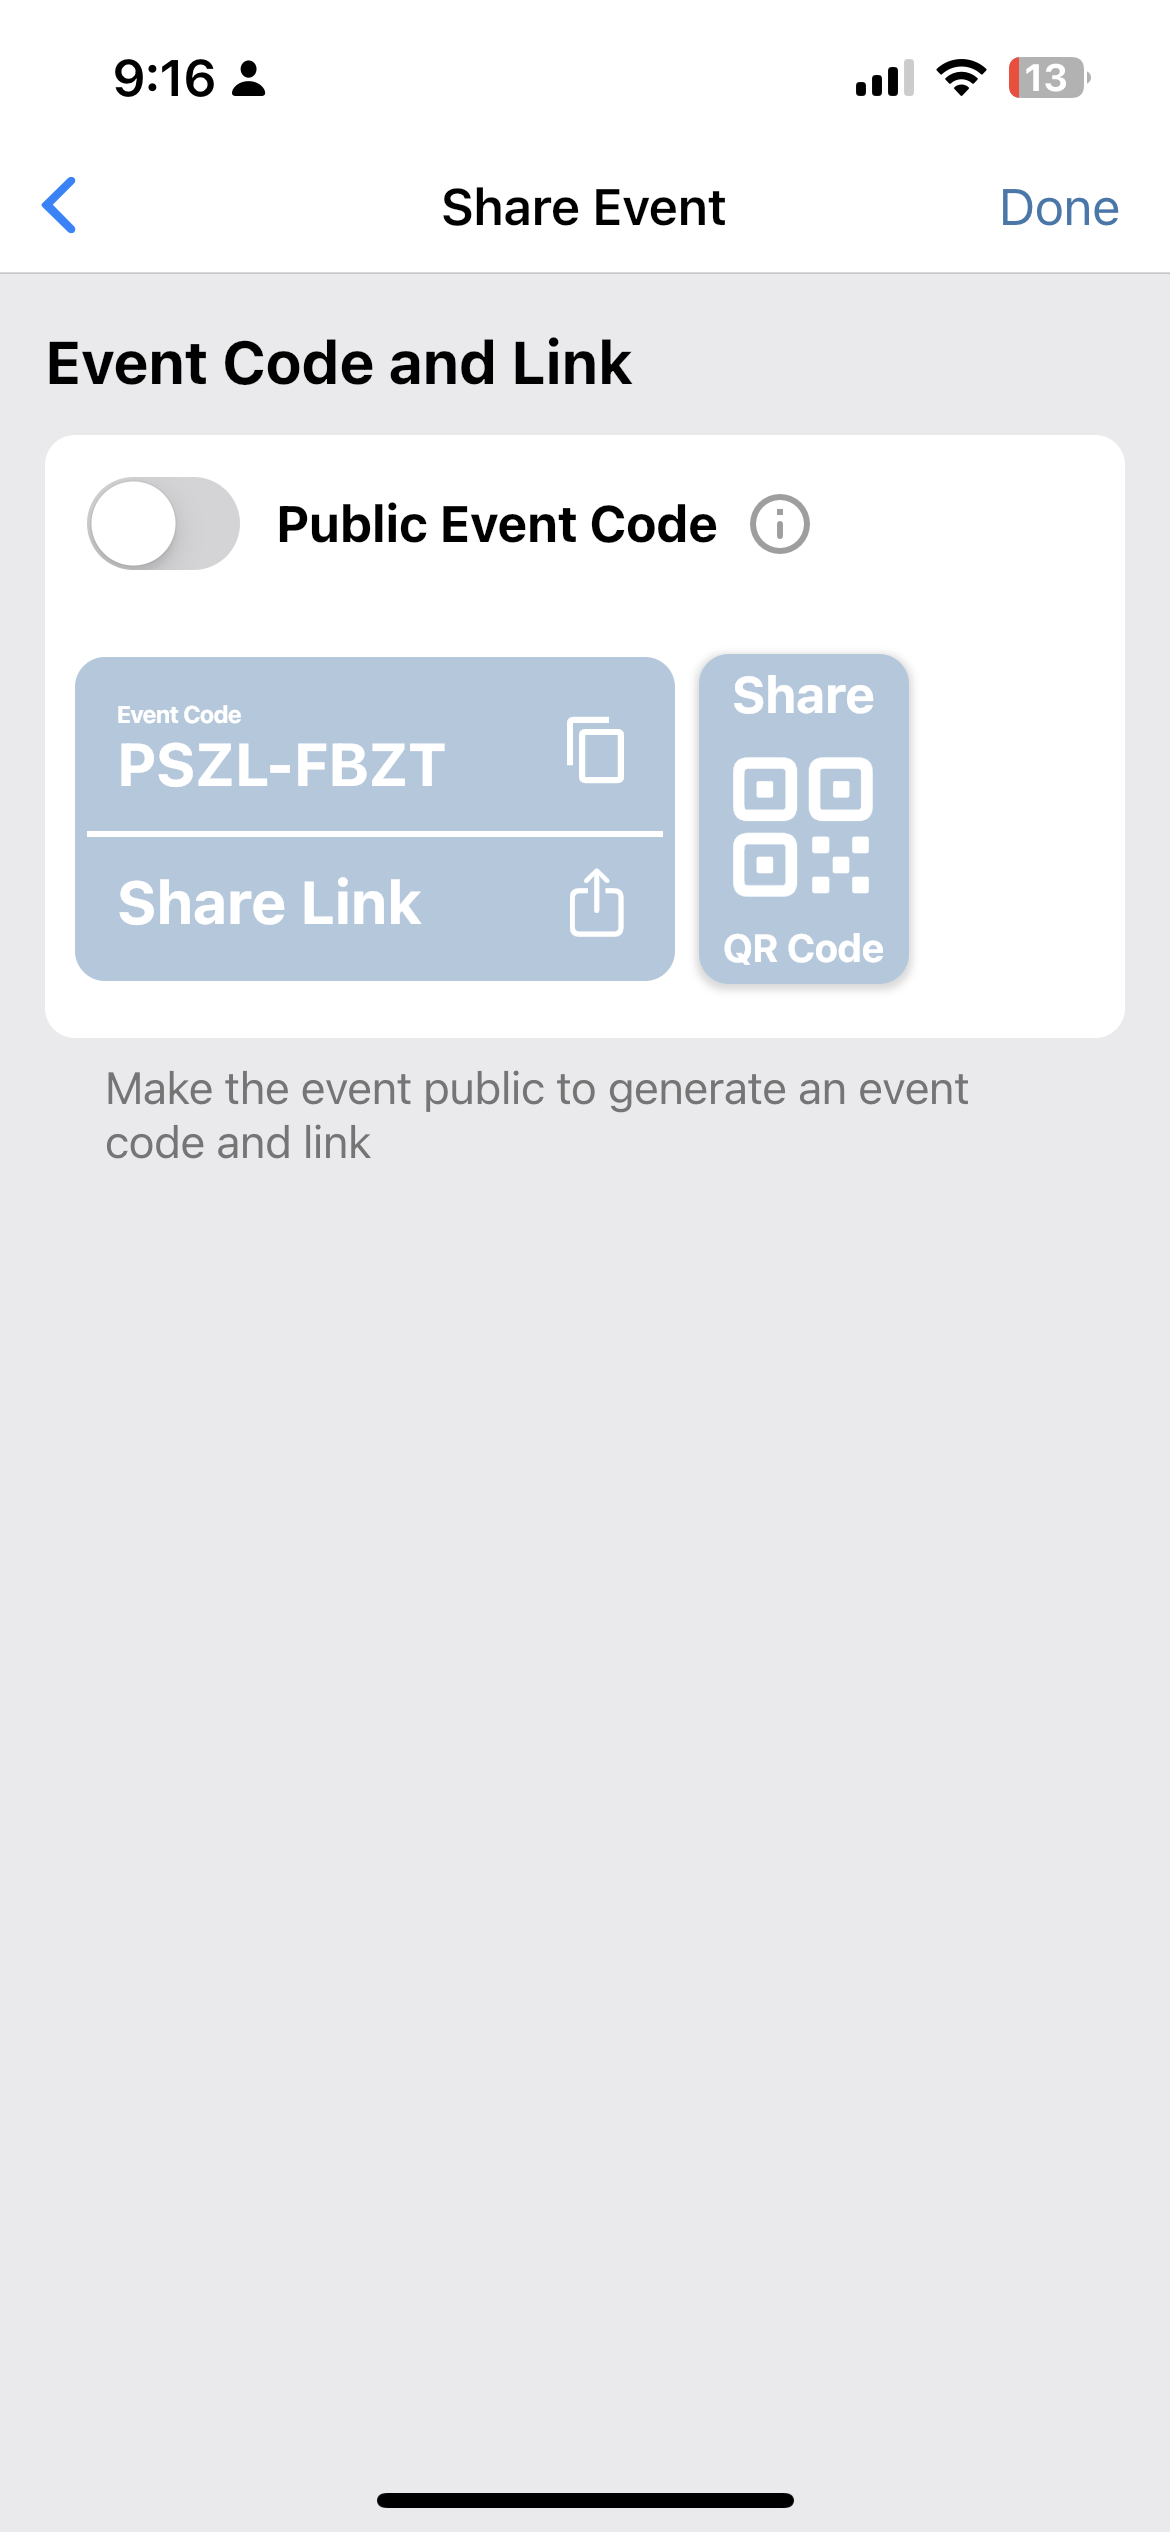 9:16
13
Share Event
Done
Event Code and Link
Public Event Code
Event Code
PSZL-FBZT
Share Link
Share
QR Code
Make the event public to generate an event
code and link